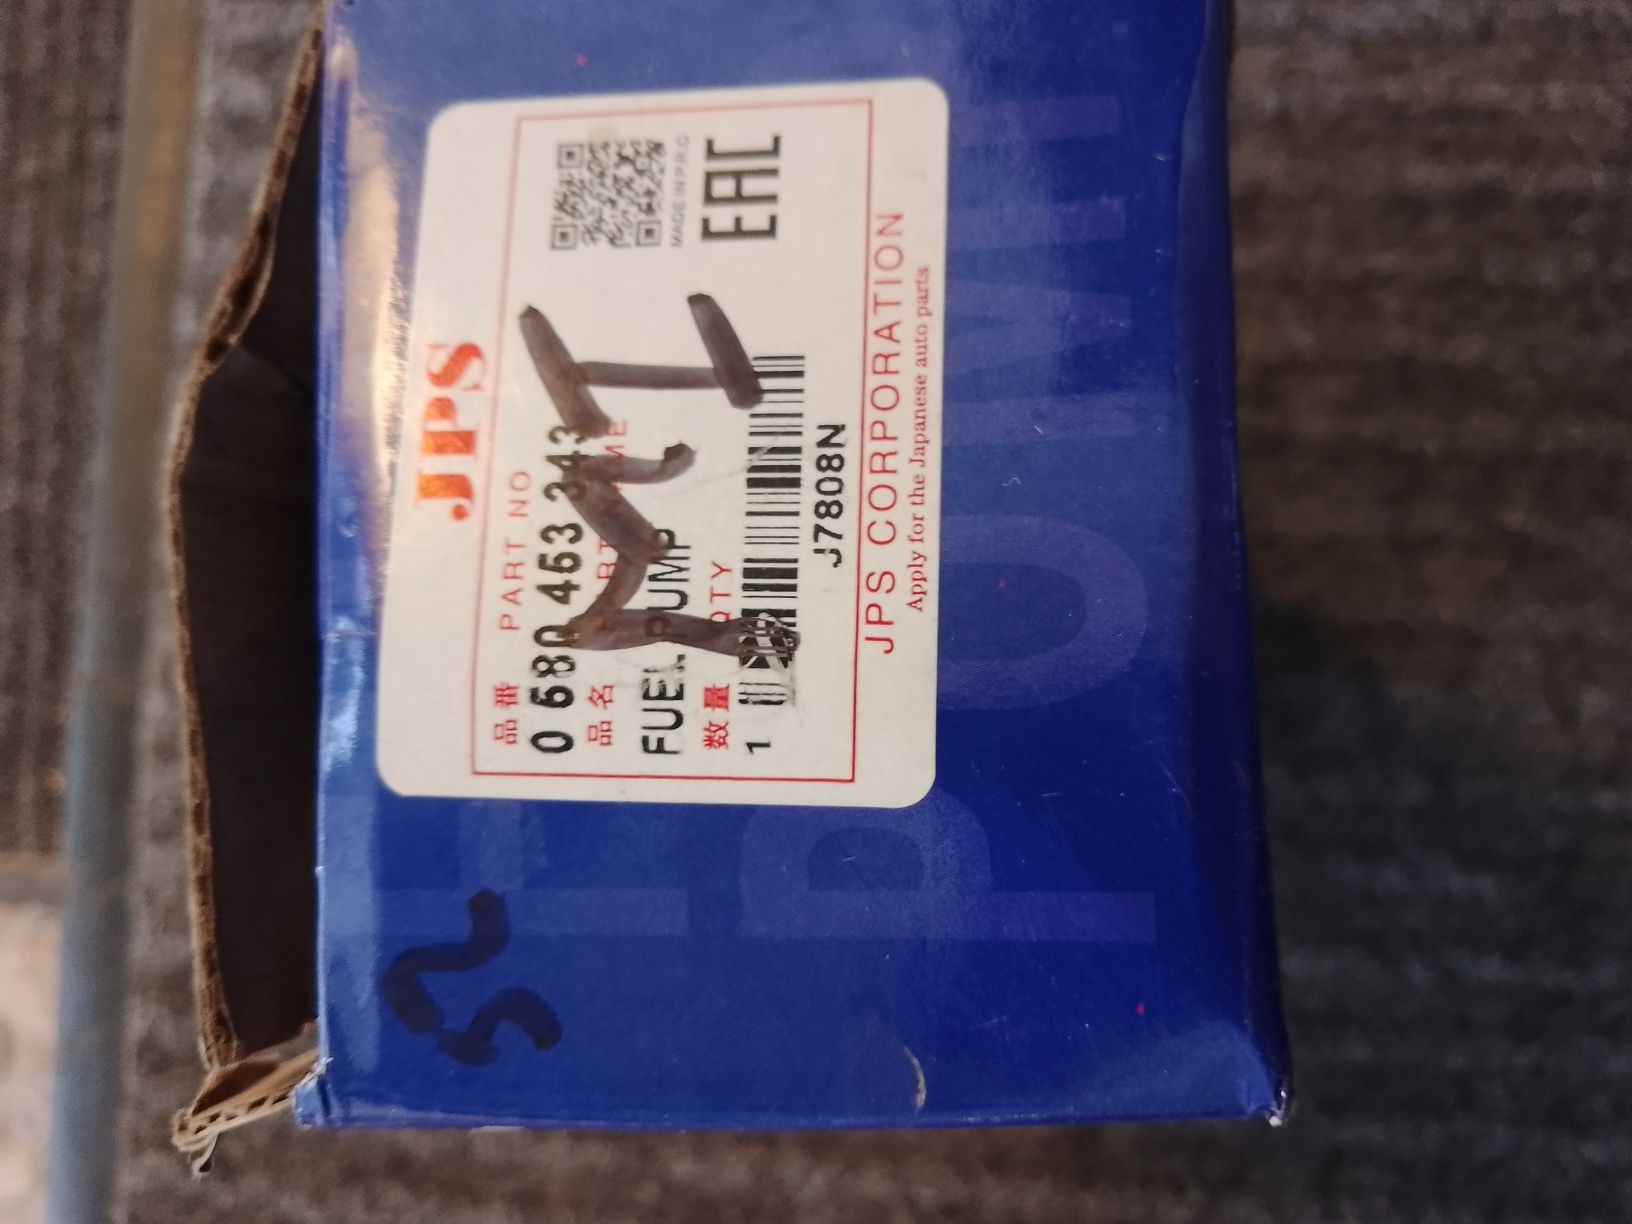 JPS
品番 PART NO
0 580 453 343
品名 PART NAME
FUEL PUMP
数量 QTY
1
J7808N
MADE IN P.R.C
EAC
JPS CORPORATION
Apply for the Japanese auto parts